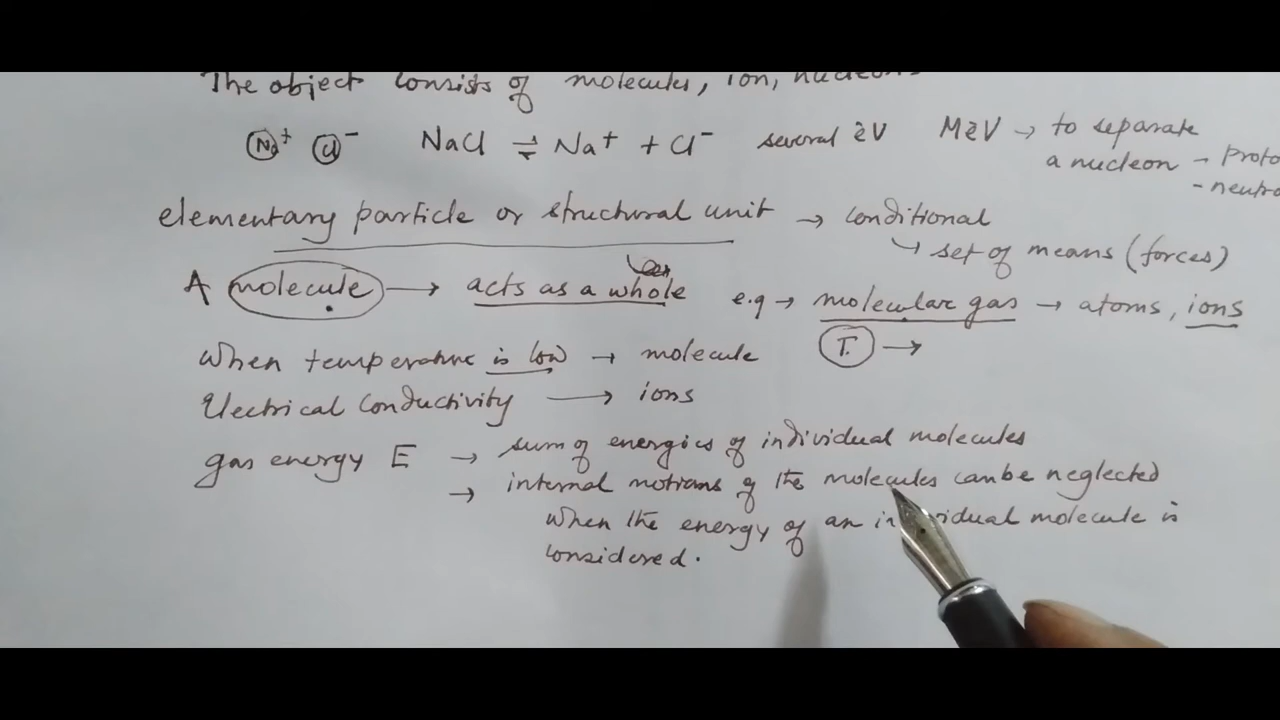 The object consists of molecules, ion, nucleons
Na+ Cl- NaCl ⇌ Na+ + Cl- several eV MeV → to separate
a nucleon → proto
- neutro
elementary particle or structural unit → conditional
↳ set of means (forces)
A molecule → acts as a whole e.g → molecular gas → atoms, ions
When temperature is low → molecule T. →
Electrical Conductivity → ions
gas energy E → sum of energies of individual molecules
→ internal motions of the molecules can be neglected
when the energy of an individual molecule is
considered.